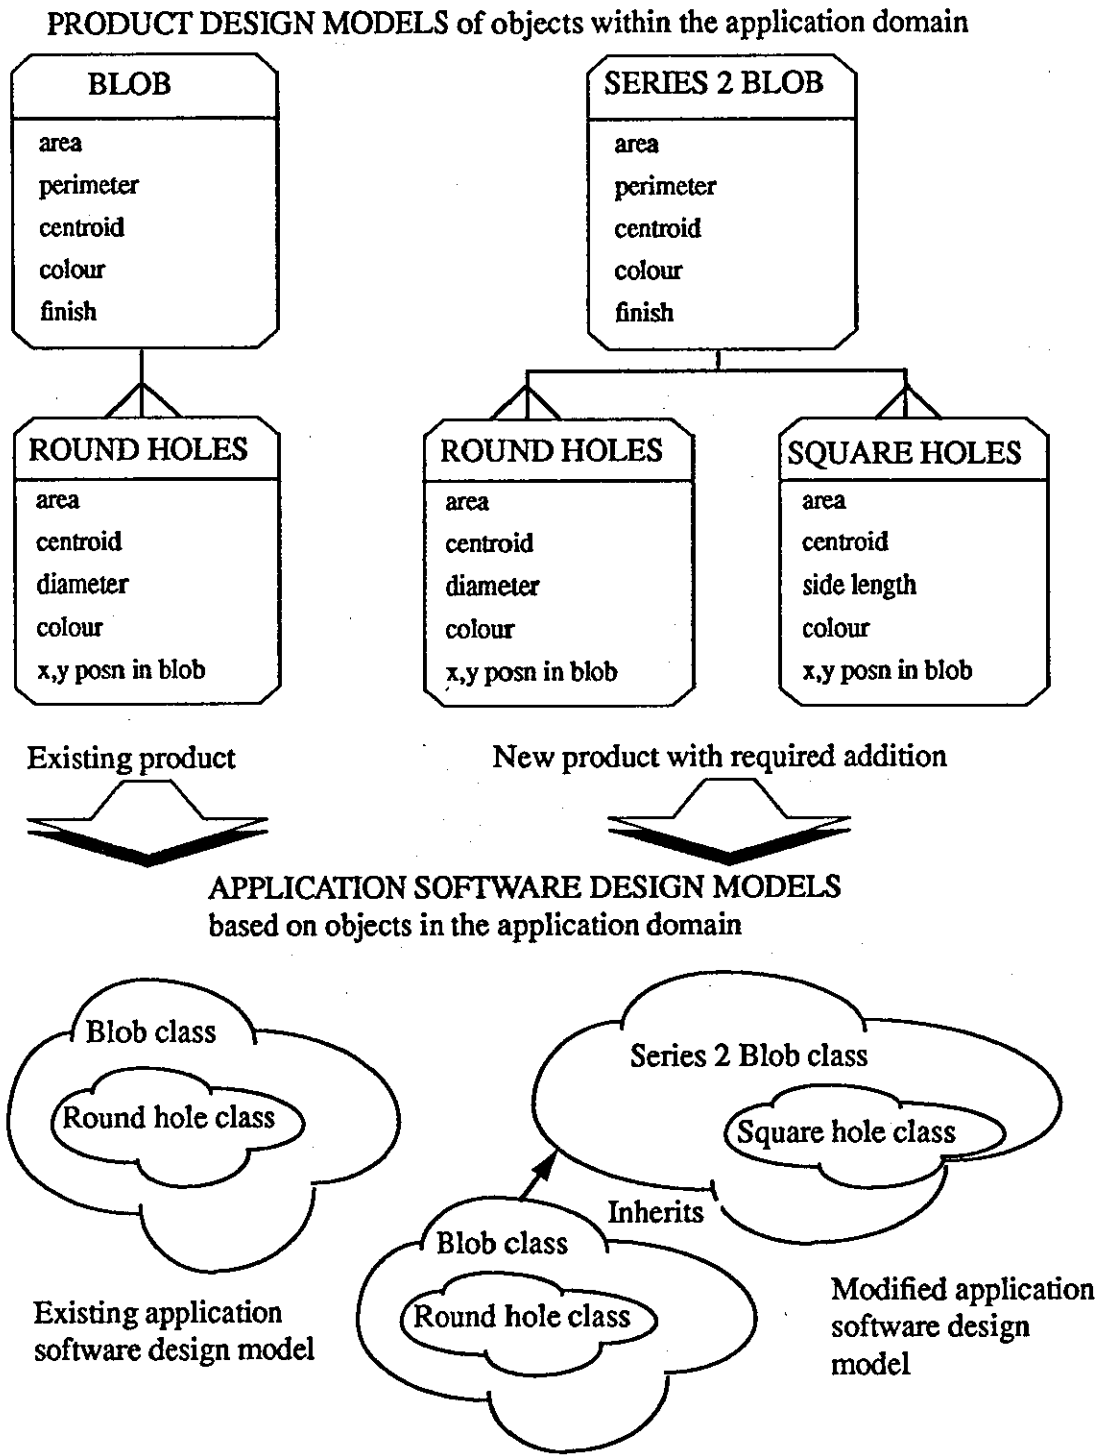 PRODUCT DESIGN MODELS of objects within the application domain
BLOB
area
perimeter
centroid
colour
finish
SERIES 2 BLOB
area
perimeter
centroid
colour
finish
ROUND HOLES
area
centroid
diameter
colour
x,y posn in blob
ROUND HOLES
area
centroid
diameter
colour
x,y posn in blob
SQUARE HOLES
area
centroid
side length
colour
x,y posn in blob
Existing product
New product with required addition
APPLICATION SOFTWARE DESIGN MODELS
based on objects in the application domain
Blob class
Round hole class
Series 2 Blob class
Square hole class
Inherits
Blob class
Round hole class
Existing application
software design model
Modified application
software design
model